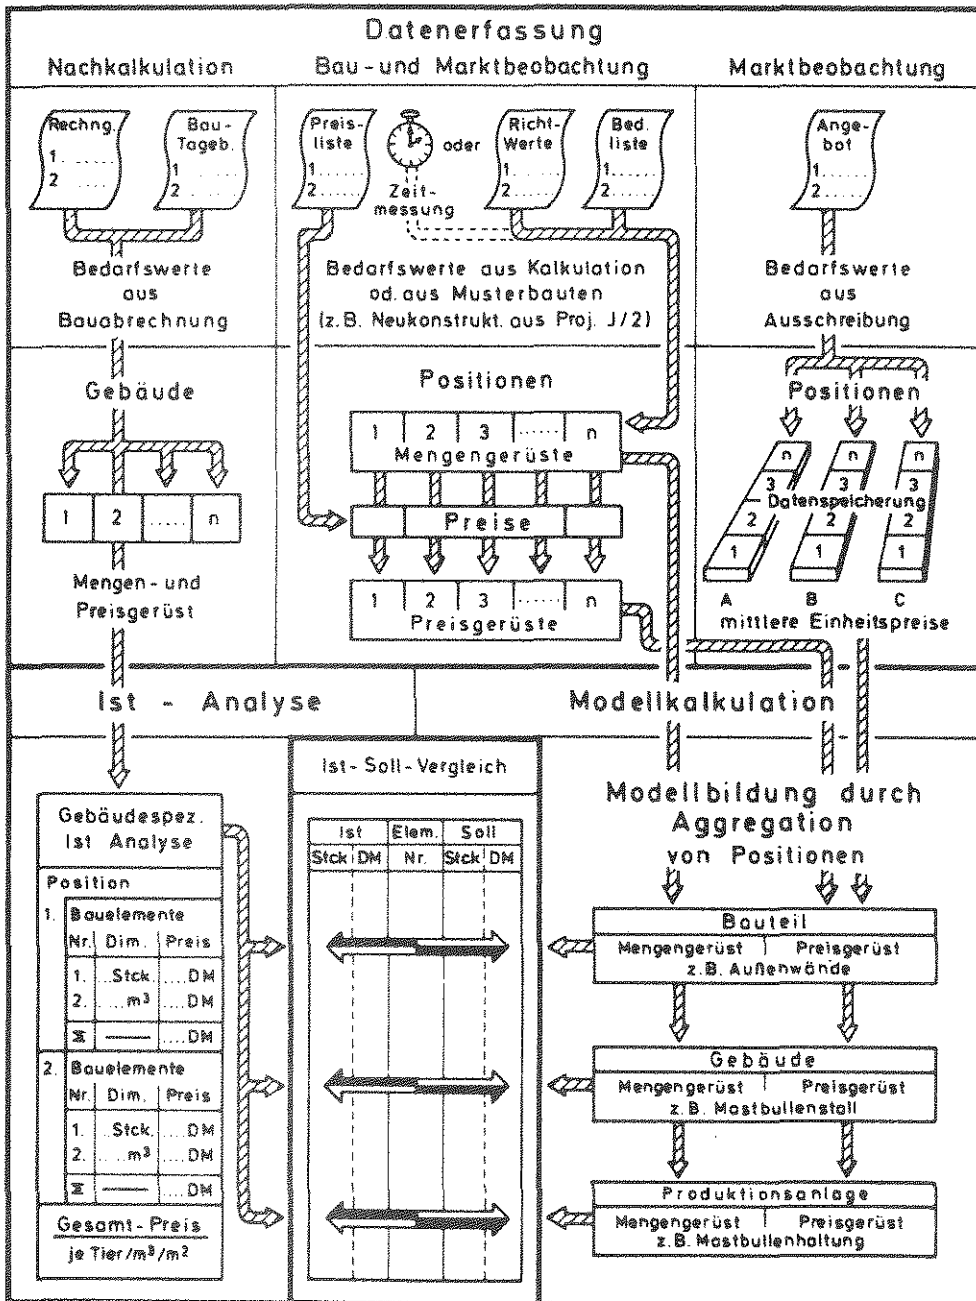 Datenerfassung
Nachkalkulation
Bau-und Marktbeobachtung
Marktbeobachtung
Rechng.
1. ......
2 ....
Bau-
Tageb.
1 .....
2 .....
Preis-
liste
1......
2......
oder
Zeit-
messung
Richt-
Werte
1......
2......
Bed.
liste
1......
2......
Ange-
bot
1......
2......
Bedarfswerte
aus
Bauabrechnung
Bedarfswerte aus Kalkulation
od. aus Musterbauten
(z.B. Neukonstrukt. aus Proj. J/2)
Bedarfswerte
aus
Ausschreibung
Gebäude
1 2 ..... n
Mengen-und
Preisgerüst
Positionen
1 2 3 ...... n
Mengengerüste
Preise
1 2 3 ...... n
Preisgerüste
Positionen
n n n
3 3 3
Datenspeicherung
2 2 2
1 1 1
A B C
mittlere Einheitspreise
Ist - Analyse
Modellkalkulation
Gebäudespez.
Ist Analyse
Position
1. Bauelemente
Nr. Dim. Preis
1. ..Stck. ....DM
2. ....m³ ....DM
Σ —— ....DM
2. Bauelemente
Nr. Dim. Preis
1. ..Stck. ....DM
2. ....m³ ....DM
Σ —— ....DM
Gesamt-Preis
je Tier/m³/m²
Ist-Soll-Vergleich
Ist Elem. Soll
Stck DM Nr. Stck DM
Modellbildung durch
Aggregation
von Positionen
Bauteil
Mengengerüst Preisgerüst
z.B. Außenwände
Gebäude
Mengengerüst Preisgerüst
z.B. Mastbullenstall
Produktionsanlage
Mengengerüst Preisgerüst
z.B. Mastbullenhaltung